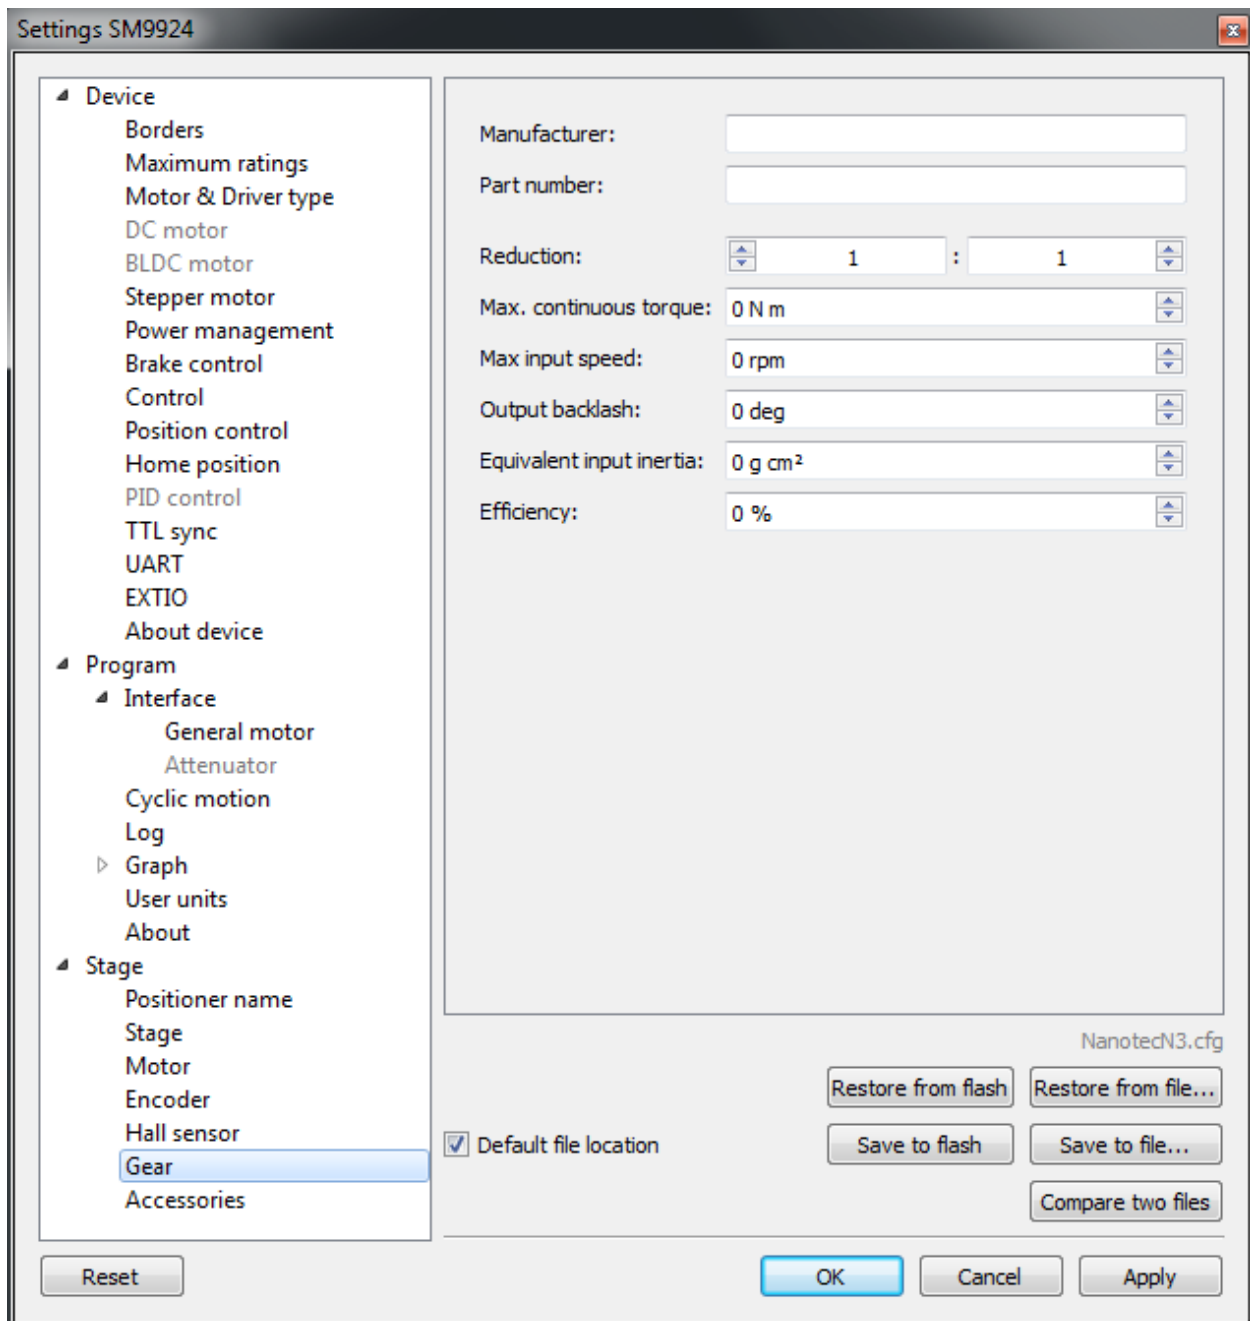 Settings SM9924
Device
Borders
Maximum ratings
Motor & Driver type
DC motor
BLDC motor
Stepper motor
Power management
Brake control
Control
Position control
Home position
PID control
TTL sync
UART
EXTIO
About device
Program
Interface
General motor
Attenuator
Cyclic motion
Log
Graph
User units
About
Stage
Positioner name
Stage
Motor
Encoder
Hall sensor
Gear
Accessories
Manufacturer:
Part number:
Reduction: 1 : 1
Max. continuous torque: 0 N m
Max input speed: 0 rpm
Output backlash: 0 deg
Equivalent input inertia: 0 g cm²
Efficiency: 0 %
NanotecN3.cfg
Restore from flash Restore from file...
Default file location Save to flash Save to file...
Compare two files
Reset OK Cancel Apply